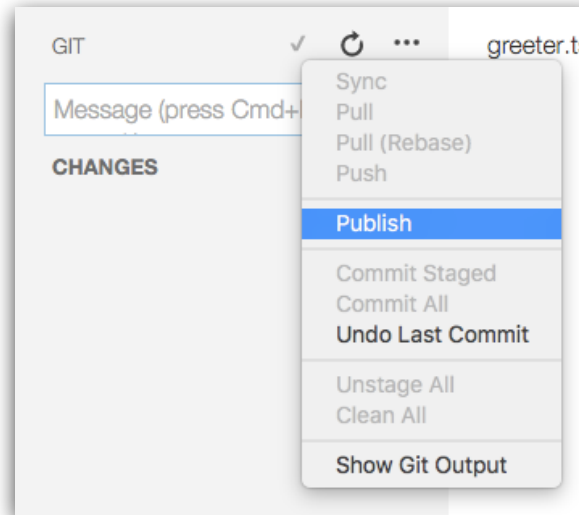 GIT
greeter.t
Message (press Cmd+
CHANGES
Sync
Pull
Pull (Rebase)
Push
Publish
Commit Staged
Commit All
Undo Last Commit
Unstage All
Clean All
Show Git Output